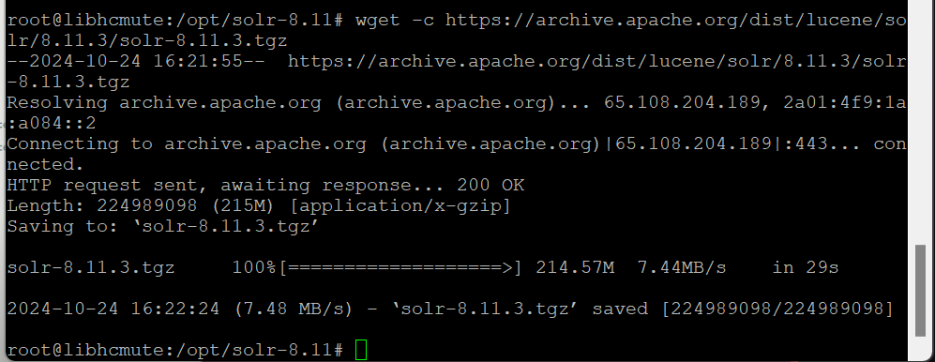 root@libhcmute:/opt/solr-8.11# wget -c https://archive.apache.org/dist/lucene/so
lr/8.11.3/solr-8.11.3.tgz
--2024-10-24 16:21:55--  https://archive.apache.org/dist/lucene/solr/8.11.3/solr
-8.11.3.tgz
Resolving archive.apache.org (archive.apache.org)... 65.108.204.189, 2a01:4f9:1a
:a084::2
Connecting to archive.apache.org (archive.apache.org)|65.108.204.189|:443... con
nected.
HTTP request sent, awaiting response... 200 OK
Length: 224989098 (215M) [application/x-gzip]
Saving to: ‘solr-8.11.3.tgz’
solr-8.11.3.tgz     100%[===================>] 214.57M  7.44MB/s    in 29s
2024-10-24 16:22:24 (7.48 MB/s) - ‘solr-8.11.3.tgz’ saved [224989098/224989098]
root@libhcmute:/opt/solr-8.11#